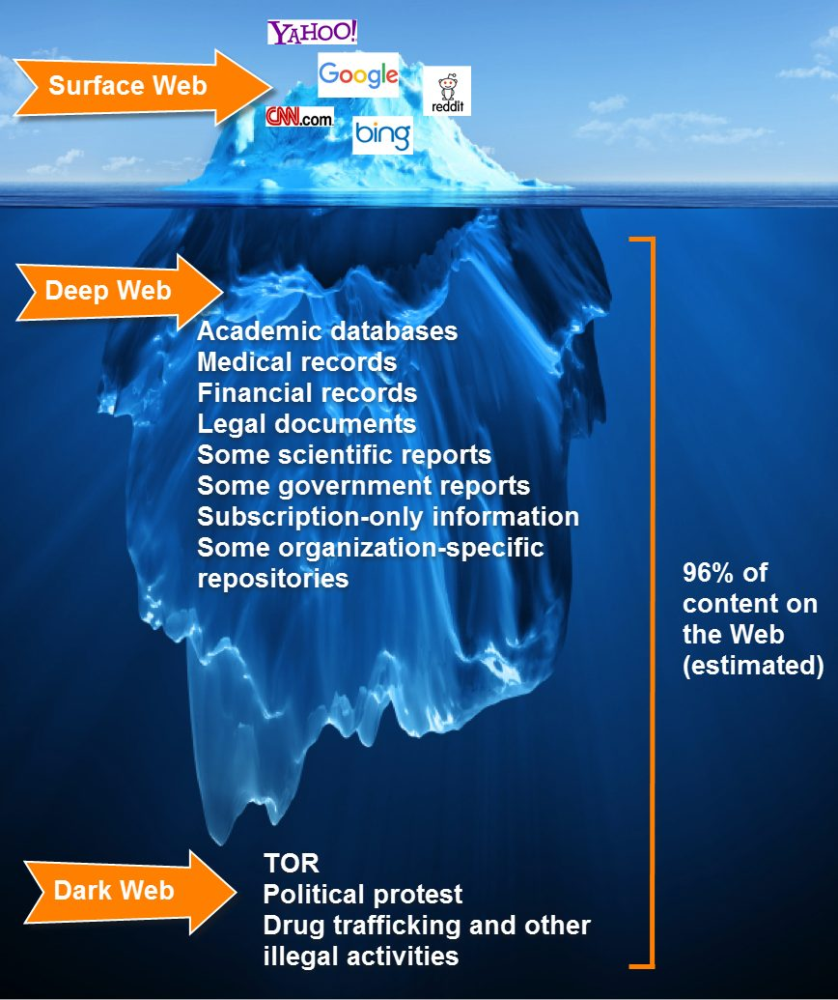 YAHOO!
Surface Web
Google
reddit
CNN.com
bing
Deep Web
Academic databases
Medical records
Financial records
Legal documents
Some scientific reports
Some government reports
Subscription-only information
Some organization-specific
repositories
96% of
content on
the Web
(estimated)
Dark Web
TOR
Political protest
Drug trafficking and other
illegal activities